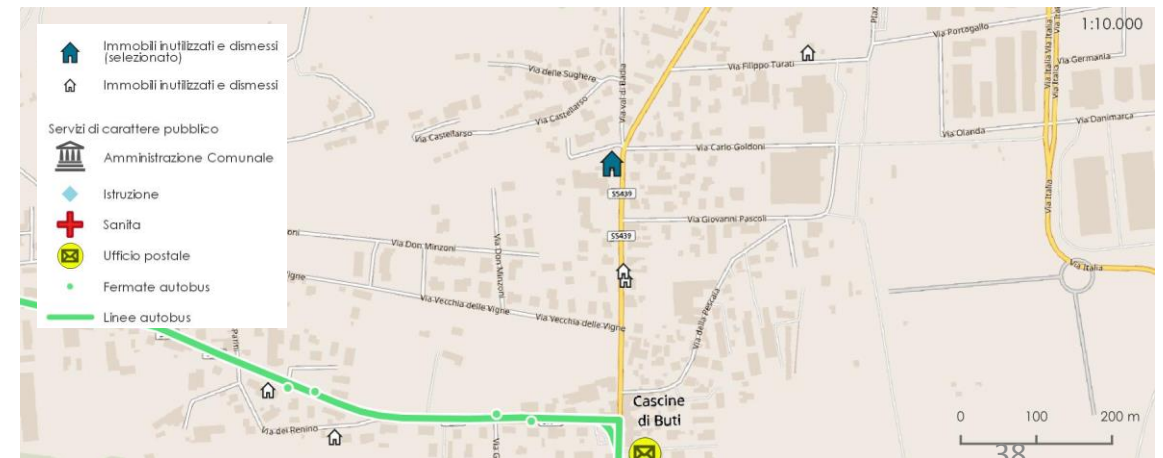 Immobili inutilizzati e dismessi
(selezionato)
Immobili inutilizzati e dismessi
Servizi di carattere pubblico
Amministrazione Comunale
Istruzione
Sanita
Ufficio postale
Fermate autobus
Linee autobus
1:10.000
Via Portogallo
Via Germania
Via Filippo Turati
Via delle Sughere
Via Val di Badia
Via Castellarso
Via Castellarso
Via Olanda
Via Danimarca
Via Italia Via Italia
Via Carlo Goldoni
SS439
Via Italia
Via Giovanni Pascoli
SS439
Via Don Minzoni
Via Don Minzoni
Via Italia
Via Vecchia delle Vigne
Via Vecchia delle Vigne
Via della Pescaia
Cascine
di Buti
Via del Renino
0 100 200 m
38